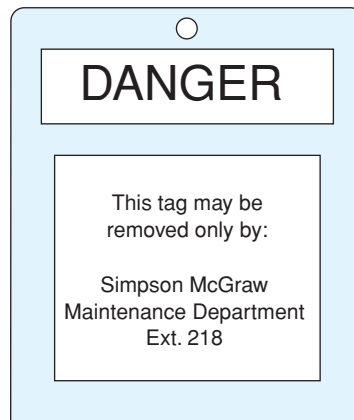 DANGER
This tag may be
removed only by:
Simpson McGraw
Maintenance Department
Ext. 218